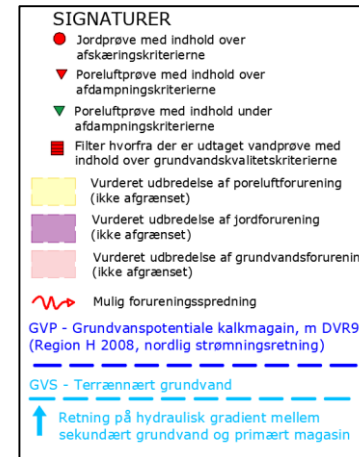 SIGNATURER
Jordprøve med indhold over
afskæringskriterierne
Poreluftprøve med indhold over
afdampningskriterierne
Poreluftprøve med indhold under
afdampningskriterierne
Filter hvorfra der er udtaget vandprøve med
indhold over grundvandskvalitetskriterierne
Vurderet udbredelse af poreluftforurening
(ikke afgrænset)
Vurderet udbredelse af jordforurening
(ikke afgrænset)
Vurderet udbredelse af grundvandsforurenin
(ikke afgrænset)
Mulig forureningsspredning
GVP - Grundvanspotentiale kalkmagain, m DVR9
(Region H 2008, nordlig strømningsretning)
GVS - Terrænnært grundvand
Retning på hydraulisk gradient mellem
sekundært grundvand og primært magasin